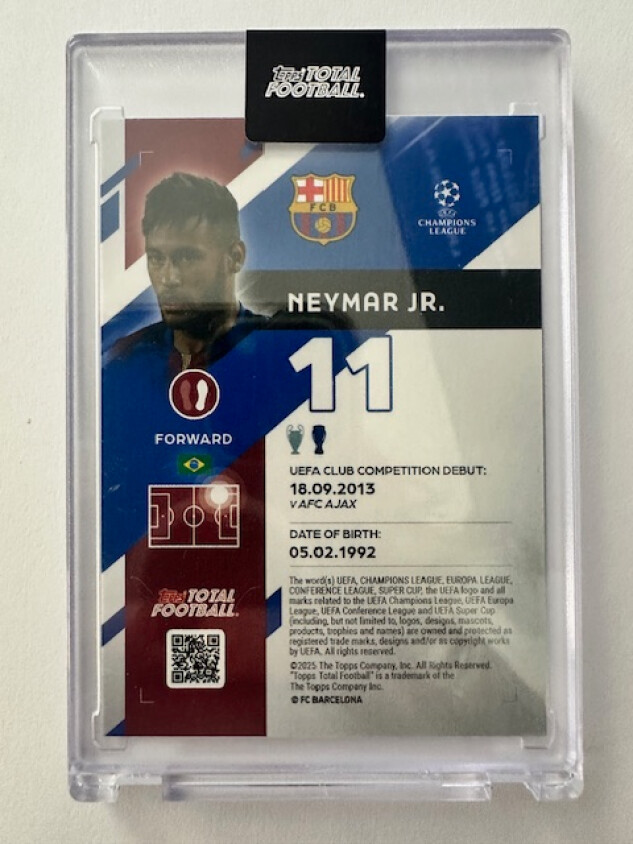 Topps TOTAL
FOOTBALL.
FCB
CHAMPIONS
LEAGUE
NEYMAR JR.
11
FORWARD
UEFA CLUB COMPETITION DEBUT:
18.09.2013
V AFC AJAX
DATE OF BIRTH:
05.02.1992
The word(s) UEFA, CHAMPIONS LEAGUE, EUROPA LEAGUE,
CONFERENCE LEAGUE, SUPER CUP, the UEFA logo and all
marks related to the UEFA Champions League, UEFA Europa
League, UEFA Conference League and UEFA Super Cup
(including, but not limited to, logos, designs, mascots,
products, trophies and names) are owned and protected as
registered trade marks, designs and/or as copyright works
by UEFA. All rights reserved.
©2025 The Topps Company, Inc. All Rights Reserved.
"Topps Total Football" is a trademark of the
The Topps Company Inc.
© FC BARCELONA
Topps TOTAL
FOOTBALL.